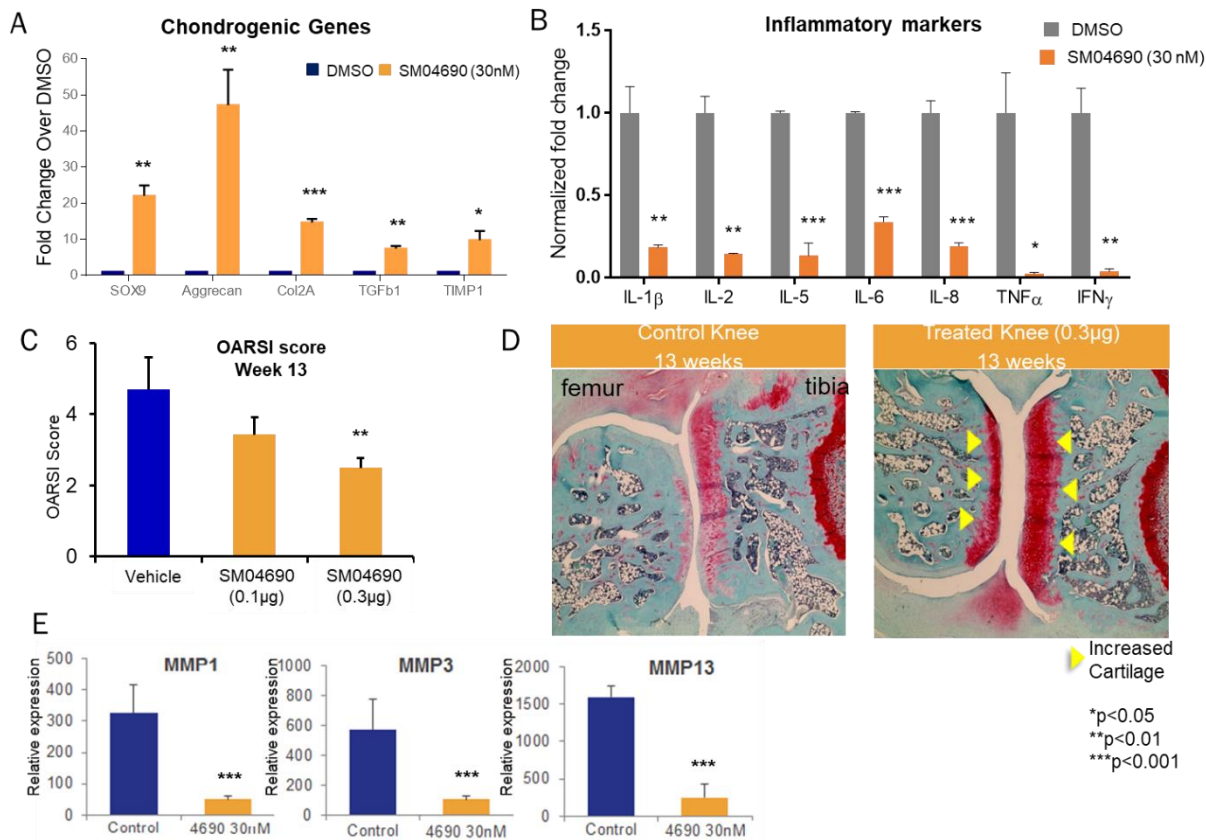 A
Chondrogenic Genes
Fold Change Over DMSO
60
50
40
30
20
10
0
DMSO SM04690 (30nM)
**
**
***
**
*
SOX9 Aggrecan Col2A TGFb1 TIMP1
B
Inflammatory markers
Normalized fold change
1.5
1.0
0.5
0.0
DMSO
SM04690 (30 nM)
**
**
***
***
***
*
**
IL-1β IL-2 IL-5 IL-6 IL-8 TNFα IFNγ
C
OARSI score
Week 13
OARSI Score
6
4
2
0
**
Vehicle SM04690 SM04690
(0.1µg) (0.3µg)
D
Control Knee
13 weeks
femur tibia
Treated Knee (0.3µg)
13 weeks
Increased
Cartilage
*p<0.05
**p<0.01
***p<0.001
E
MMP1
Relative expression
500
400
300
200
100
0
***
Control 4690 30nM
MMP3
Relative expression
1000
800
600
400
200
0
***
Control 4690 30nM
MMP13
Relative expression
2000
1500
1000
500
0
***
Control 4690 30nM